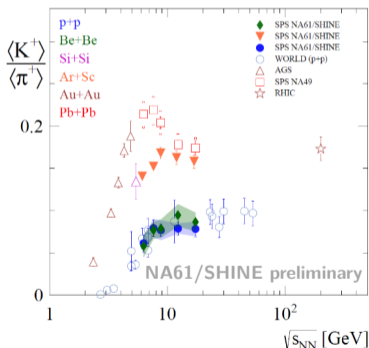 ⟨K⁺⟩
⟨π⁺⟩
p+p
Be+Be
Si+Si
Ar+Sc
Au+Au
Pb+Pb
SPS NA61/SHINE
SPS NA61/SHINE
SPS NA61/SHINE
WORLD (p+p)
AGS
SPS NA49
RHIC
0.2
0
NA61/SHINE preliminary
1
10
10²
√sNN [GeV]